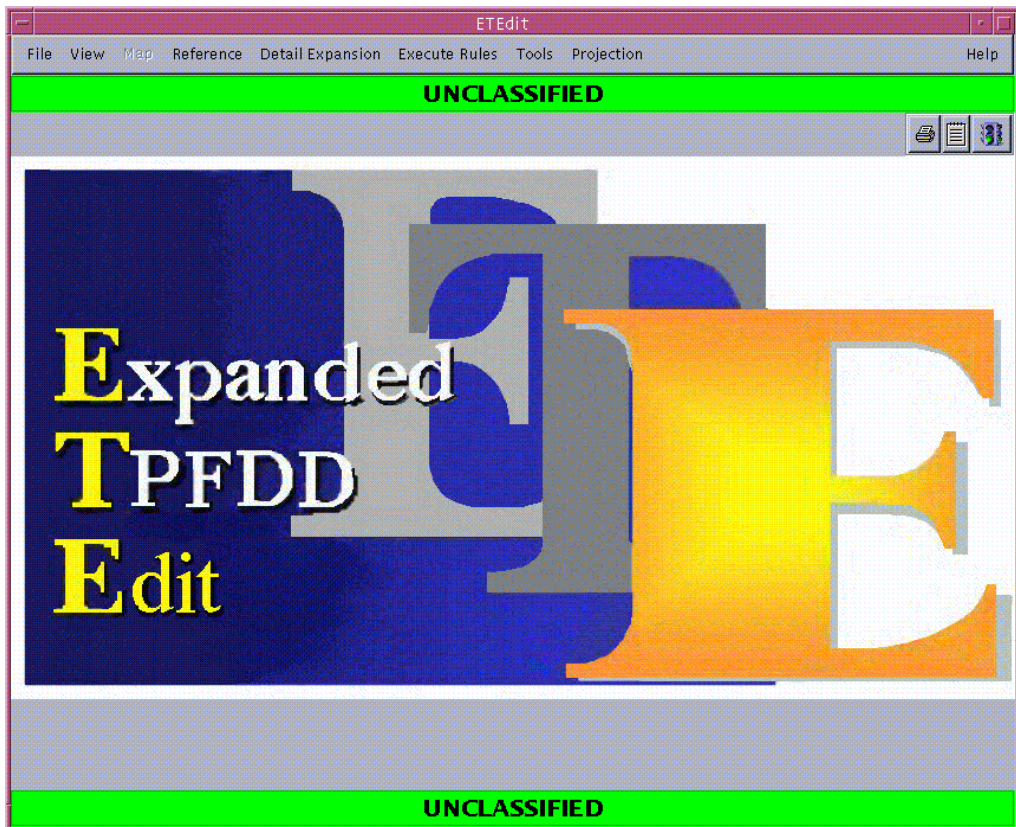 ETEdit
File View Map Reference Detail Expansion Execute Rules Tools Projection Help
UNCLASSIFIED
E T E
Expanded
TPFDD
Edit
UNCLASSIFIED